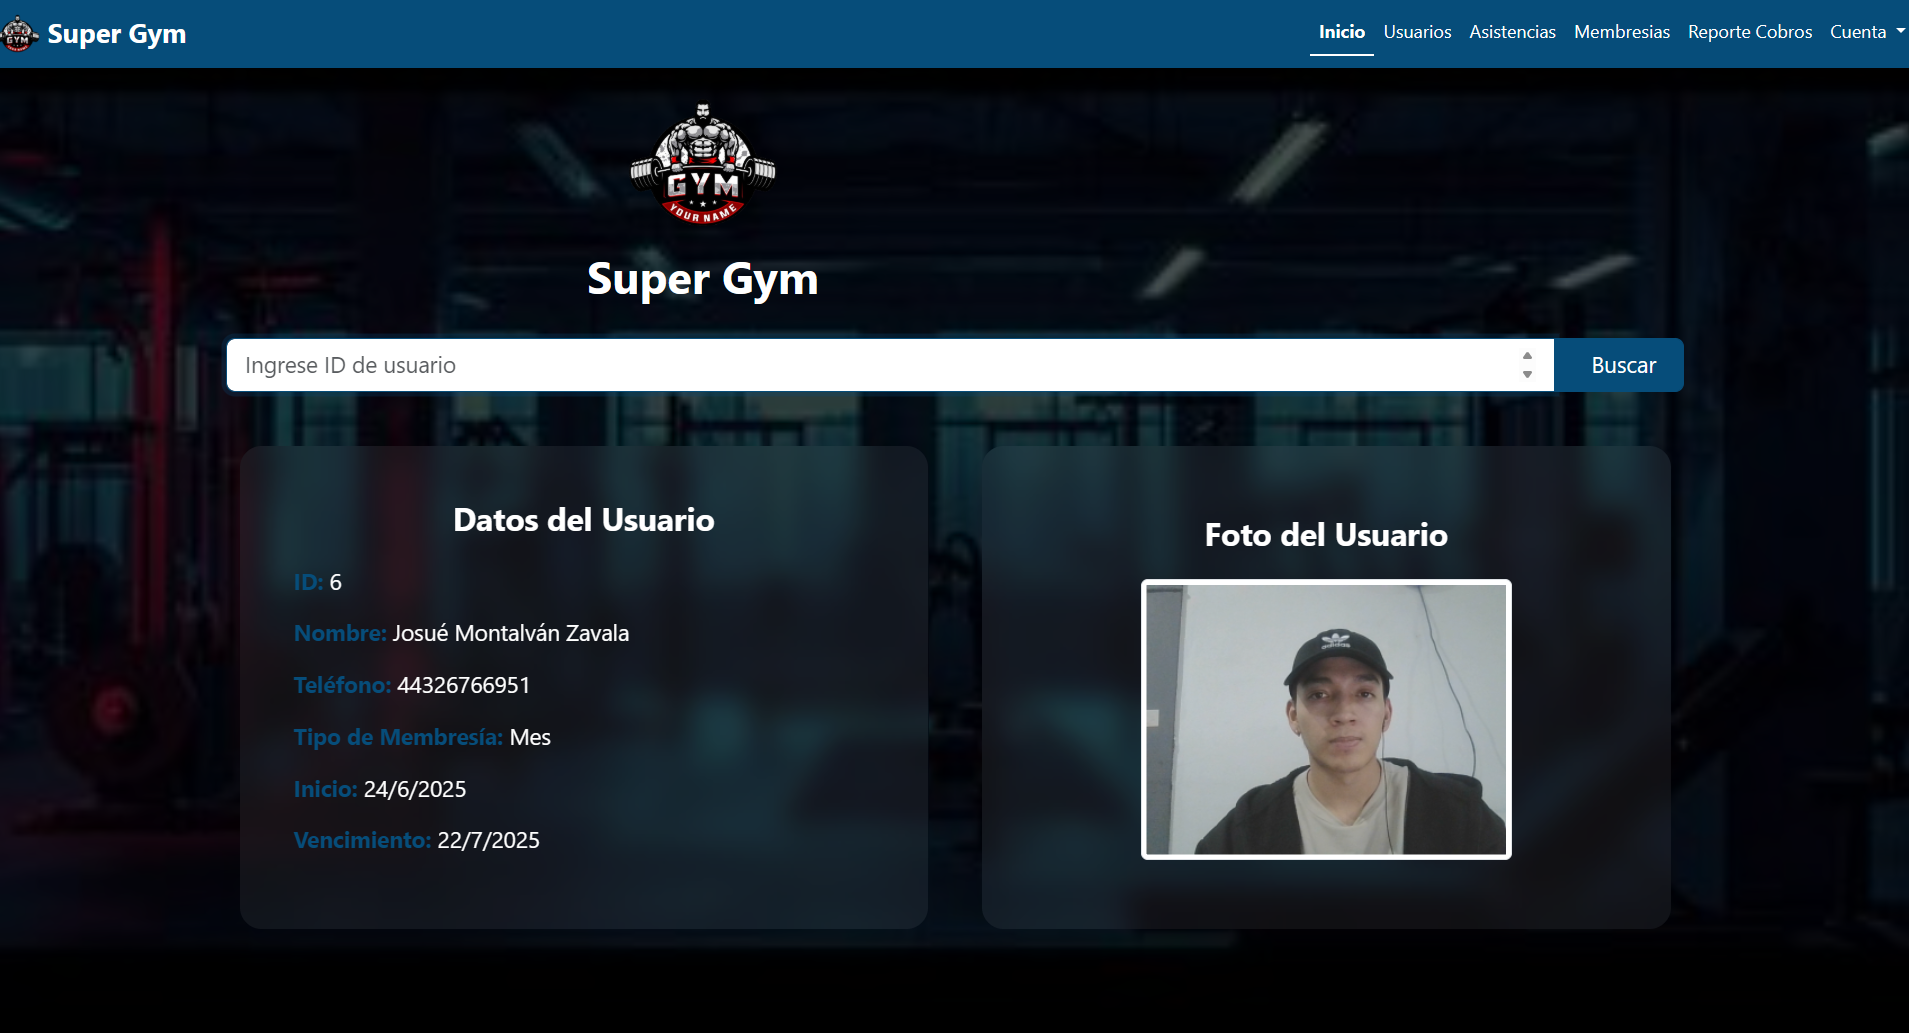 GYM
Super Gym
Inicio
Usuarios
Asistencias
Membresias
Reporte Cobros
Cuenta
GYM
YOUR NAME
Super Gym
Ingrese ID de usuario
Buscar
Datos del Usuario
ID: 6
Nombre: Josué Montalván Zavala
Teléfono: 44326766951
Tipo de Membresía: Mes
Inicio: 24/6/2025
Vencimiento: 22/7/2025
Foto del Usuario
adidas